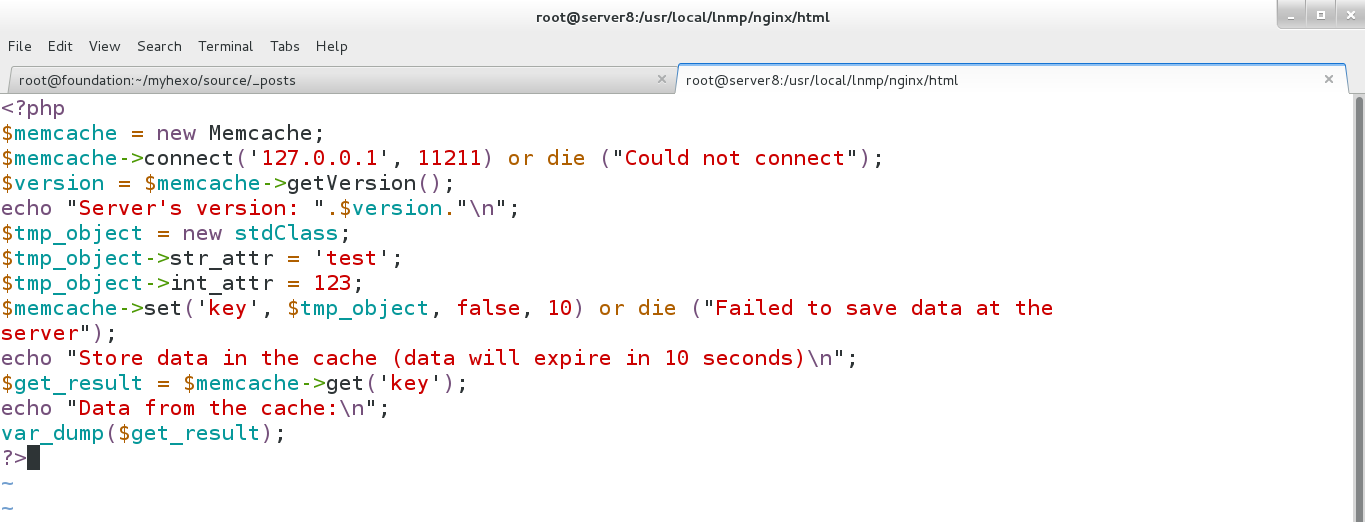 root@server8:/usr/local/lnmp/nginx/html
File Edit View Search Terminal Tabs Help
root@foundation:~/myhexo/source/_posts
root@server8:/usr/local/lnmp/nginx/html
<?php
$memcache = new Memcache;
$memcache->connect('127.0.0.1', 11211) or die ("Could not connect");
$version = $memcache->getVersion();
echo "Server's version: ".$version."\n";
$tmp_object = new stdClass;
$tmp_object->str_attr = 'test';
$tmp_object->int_attr = 123;
$memcache->set('key', $tmp_object, false, 10) or die ("Failed to save data at the
server");
echo "Store data in the cache (data will expire in 10 seconds)\n";
$get_result = $memcache->get('key');
echo "Data from the cache:\n";
var_dump($get_result);
?>
~
~